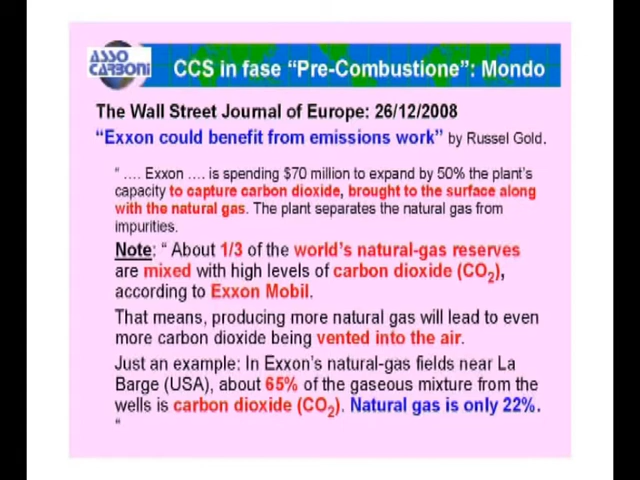 ASSO
CARBONI
CCS in fase “Pre-Combustione”: Mondo
The Wall Street Journal of Europe: 26/12/2008
“Exxon could benefit from emissions work” by Russel Gold.
“ .... Exxon .... is spending $70 million to expand by 50% the plant’s
capacity to capture carbon dioxide, brought to the surface along
with the natural gas. The plant separates the natural gas from
impurities.
Note: “ About 1/3 of the world’s natural-gas reserves
are mixed with high levels of carbon dioxide (CO2),
according to Exxon Mobil.
That means, producing more natural gas will lead to even
more carbon dioxide being vented into the air.
Just an example: In Exxon’s natural-gas fields near La
Barge (USA), about 65% of the gaseous mixture from the
wells is carbon dioxide (CO2). Natural gas is only 22%.
“